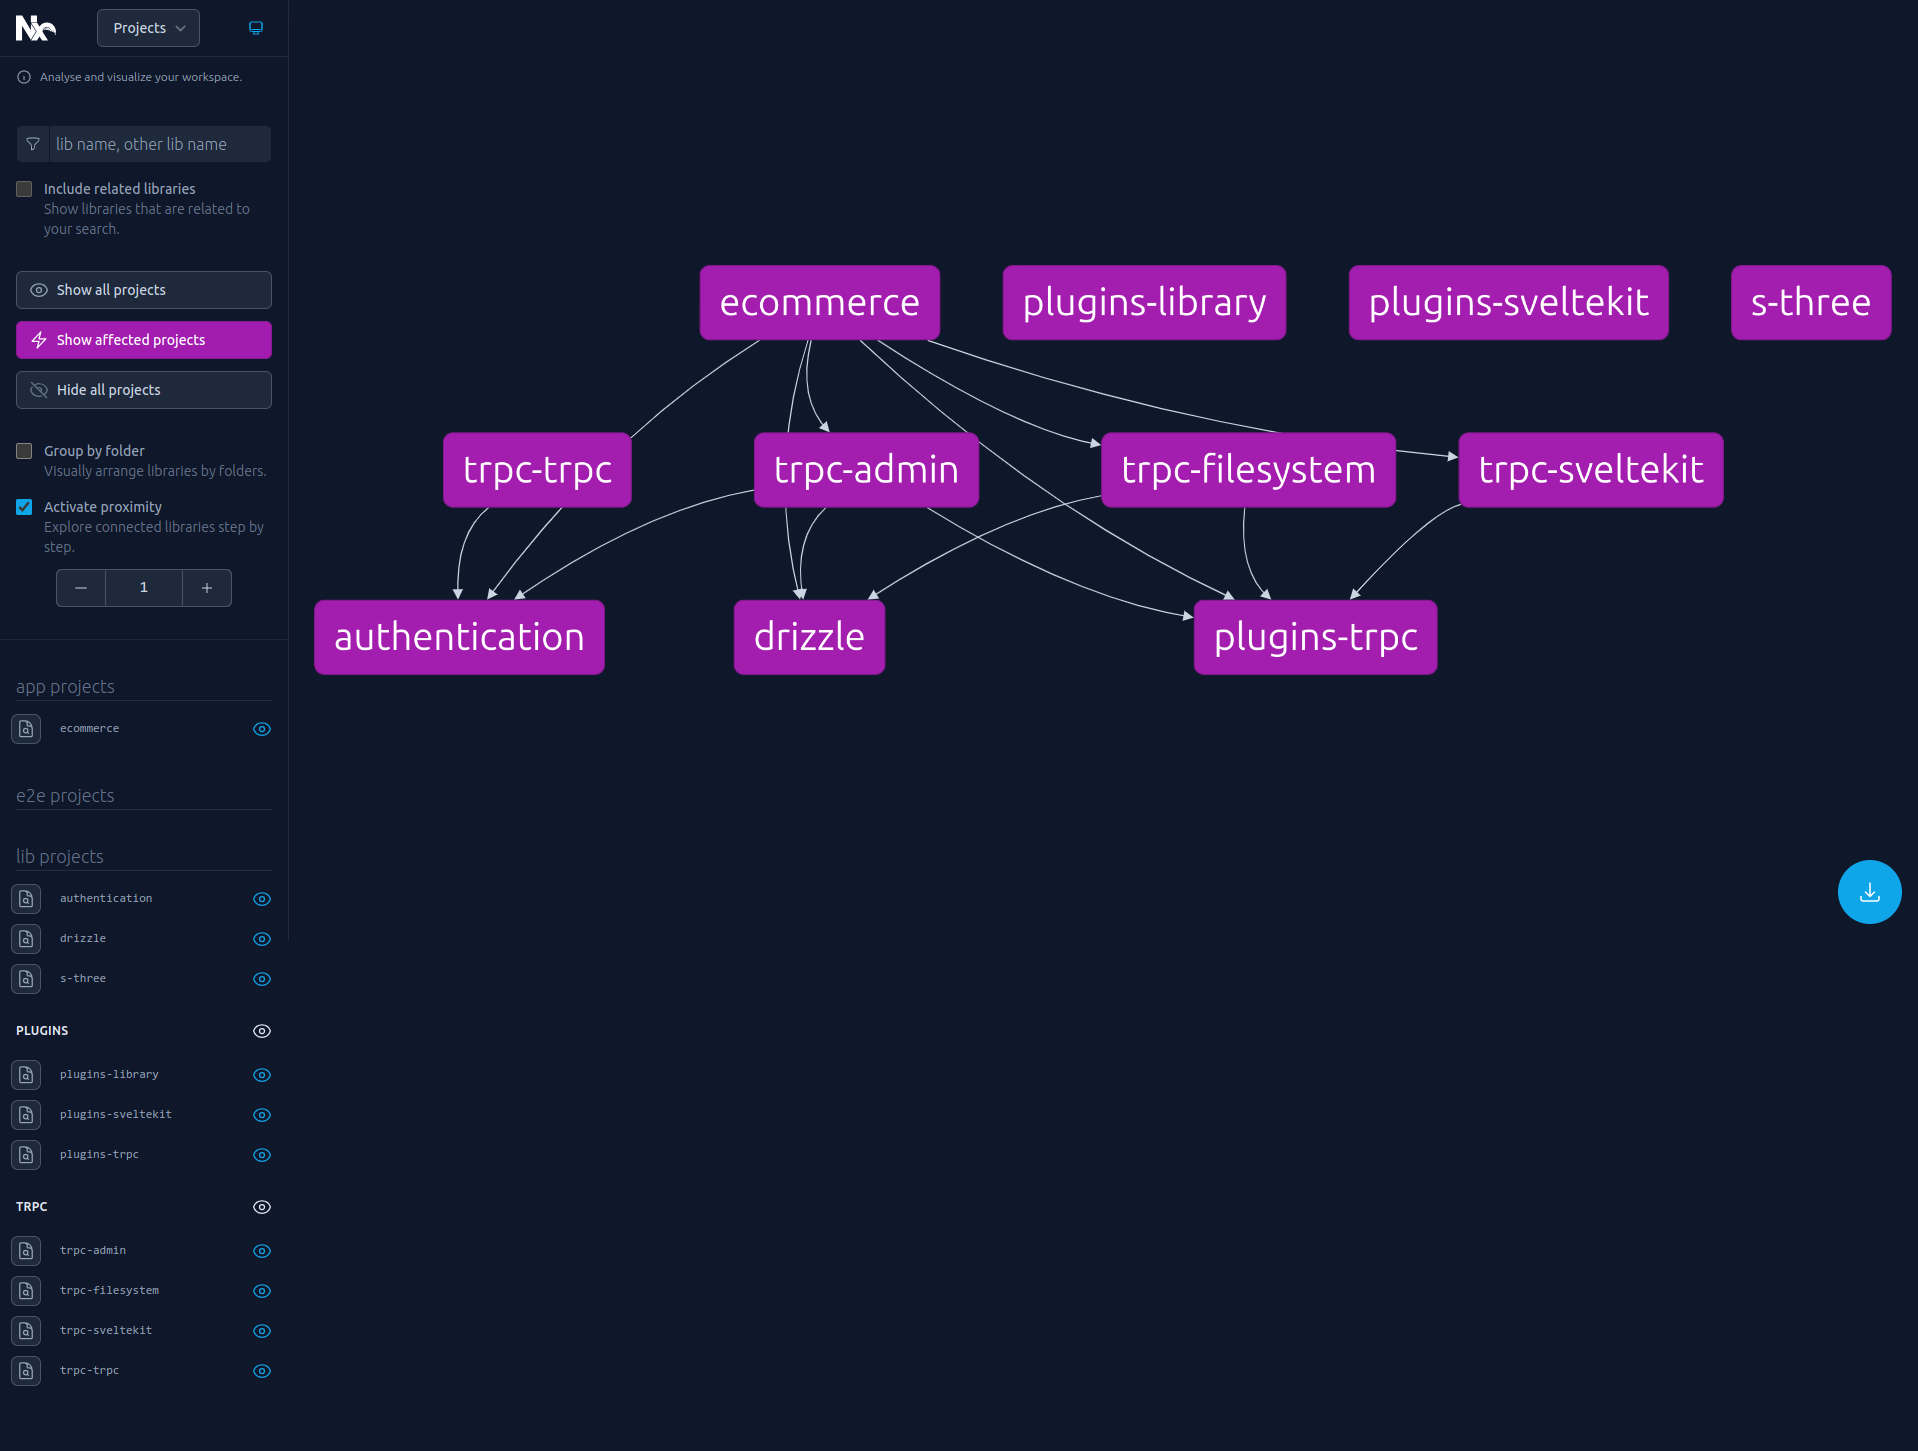 Nx
Projects
Analyse and visualize your workspace.
lib name, other lib name
Include related libraries
Show libraries that are related to
your search.
Show all projects
Show affected projects
Hide all projects
Group by folder
Visually arrange libraries by folders.
Activate proximity
Explore connected libraries step by
step.
1
app projects
ecommerce
e2e projects
lib projects
authentication
drizzle
s-three
PLUGINS
plugins-library
plugins-sveltekit
plugins-trpc
TRPC
trpc-admin
trpc-filesystem
trpc-sveltekit
trpc-trpc
ecommerce
plugins-library
plugins-sveltekit
s-three
trpc-trpc
trpc-admin
trpc-filesystem
trpc-sveltekit
authentication
drizzle
plugins-trpc